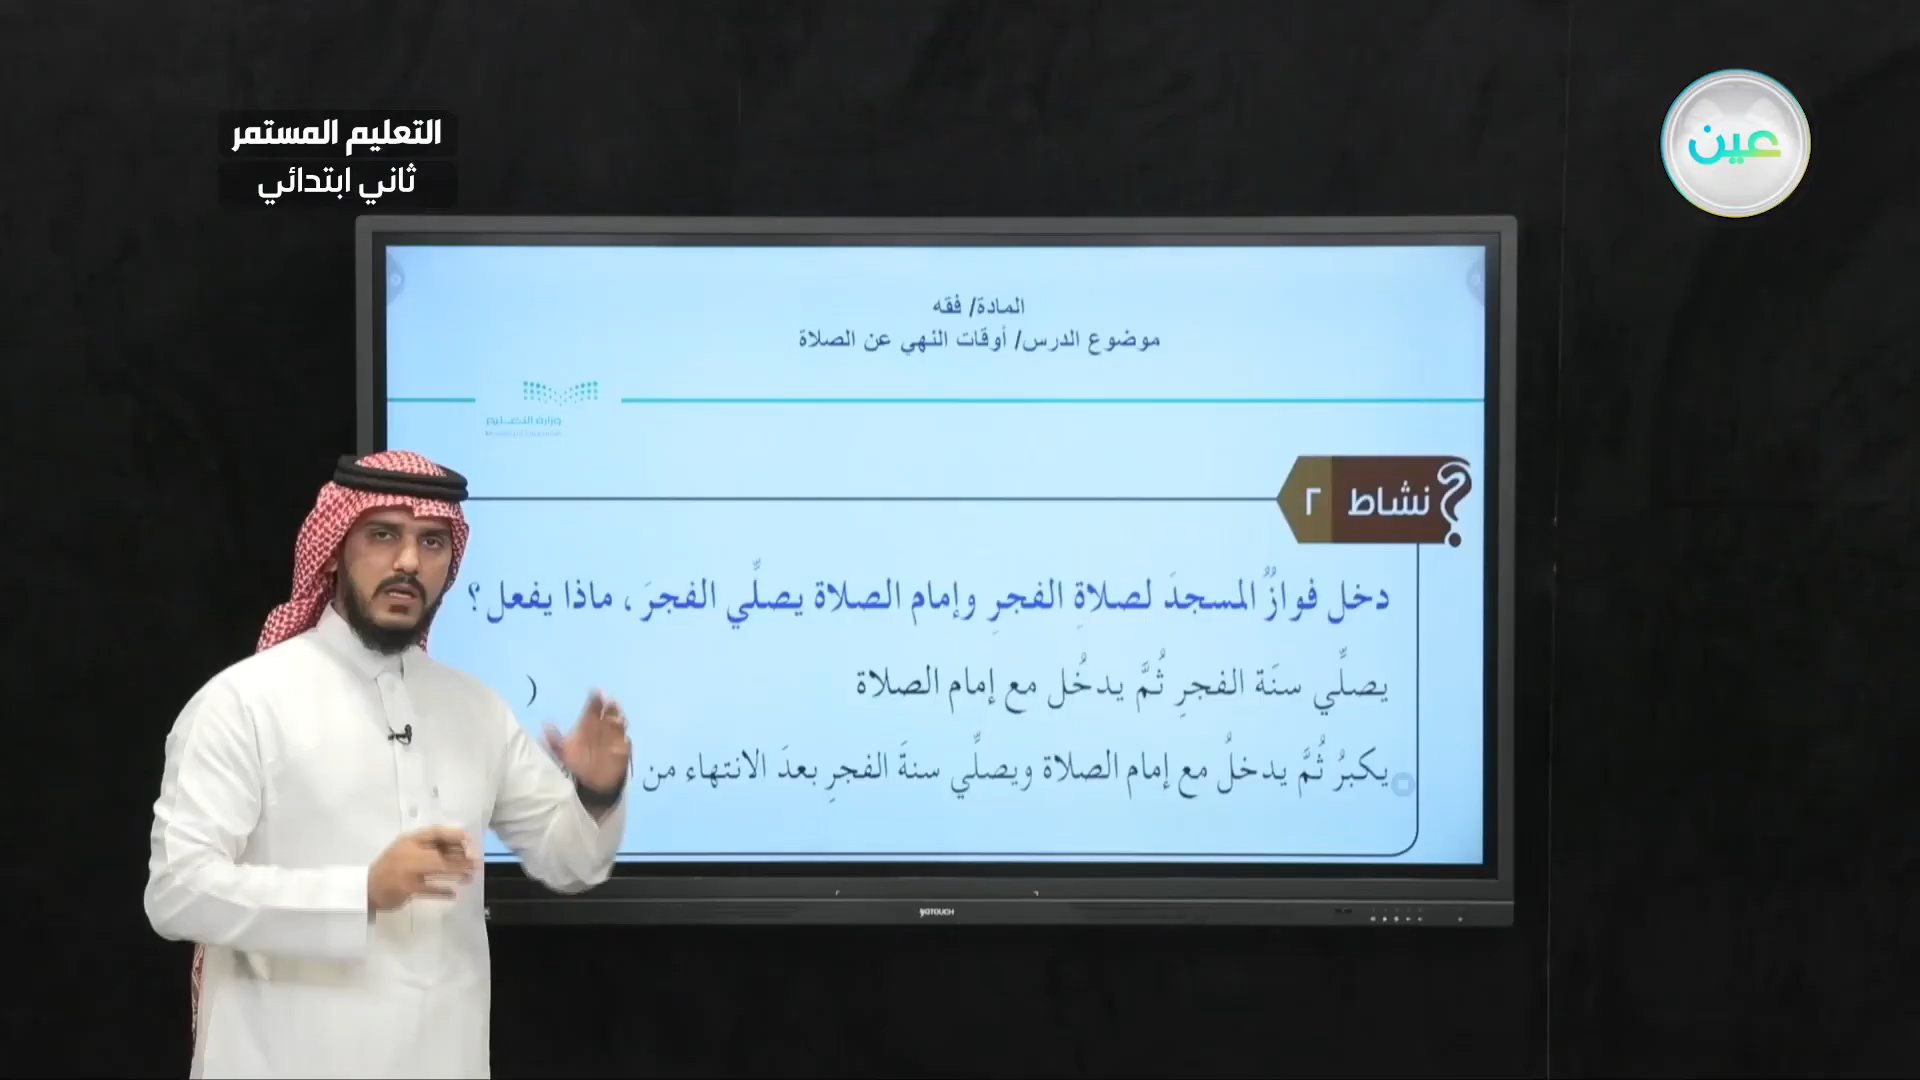 التعليم المستمر
ثاني ابتدائي
عين
المادة/ فقه
موضوع الدرس/ أوقات النهي عن الصلاة
وزارة التعليم
نشاط ٢
دخل فوازٌ المسجدَ لصلاةِ الفجرِ وإمام الصلاة يصلِّي الفجرَ، ماذا يفعل؟
يصلِّي سنَة الفجرِ ثُمَّ يدخُل مع إمام الصلاة (
يكبرُ ثُمَّ يدخلُ مع إمام الصلاة ويصلِّي سنةَ الفجرِ بعدَ الانتهاء من